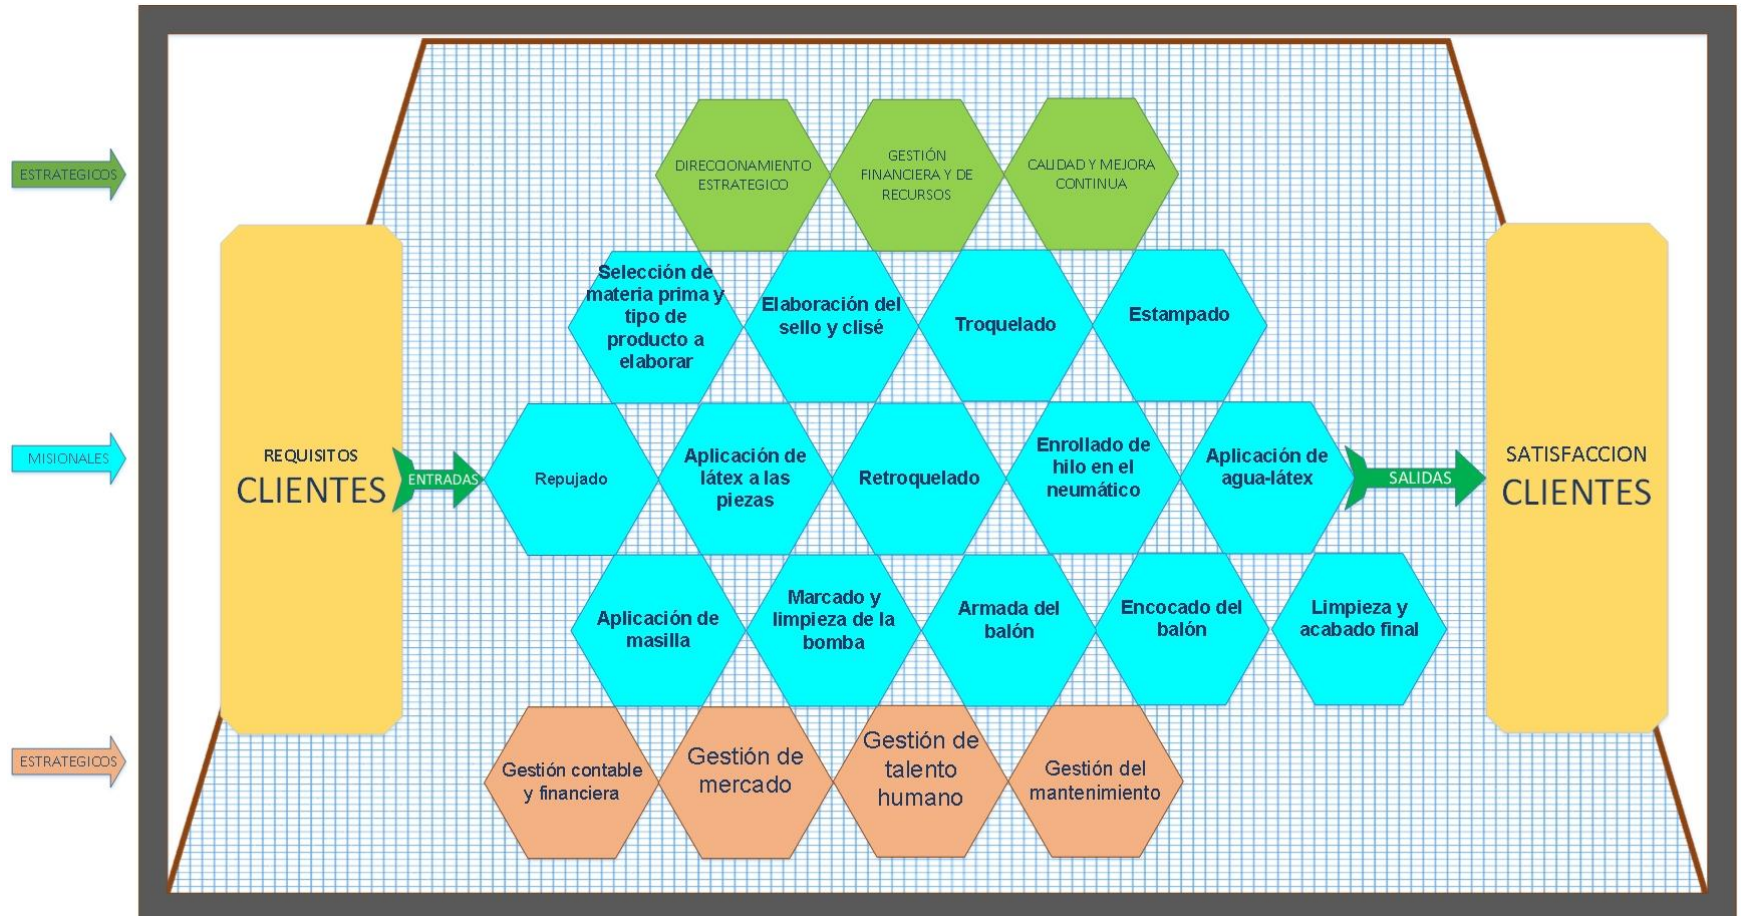 ESTRATEGICOS
DIRECCIONAMIENTO
ESTRATEGICO
GESTIÓN
FINANCIERA Y DE
RECURSOS
CALIDAD Y MEJORA
CONTINUA
Selección de
materia prima y
tipo de
producto a
elaborar
Elaboración del
sello y clisé
Troquelado
Estampado
MISIONALES
REQUISITOS
CLIENTES
ENTRADAS
Repujado
Aplicación de
látex a las
piezas
Retroquelado
Enrollado de
hilo en el
neumático
Aplicación de
agua-látex
SALIDAS
SATISFACCION
CLIENTES
Aplicación de
masilla
Marcado y
limpieza de la
bomba
Armada del
balón
Encocado del
balón
Limpieza y
acabado final
ESTRATEGICOS
Gestión contable
y financiera
Gestión de
mercado
Gestión de
talento
humano
Gestión del
mantenimiento